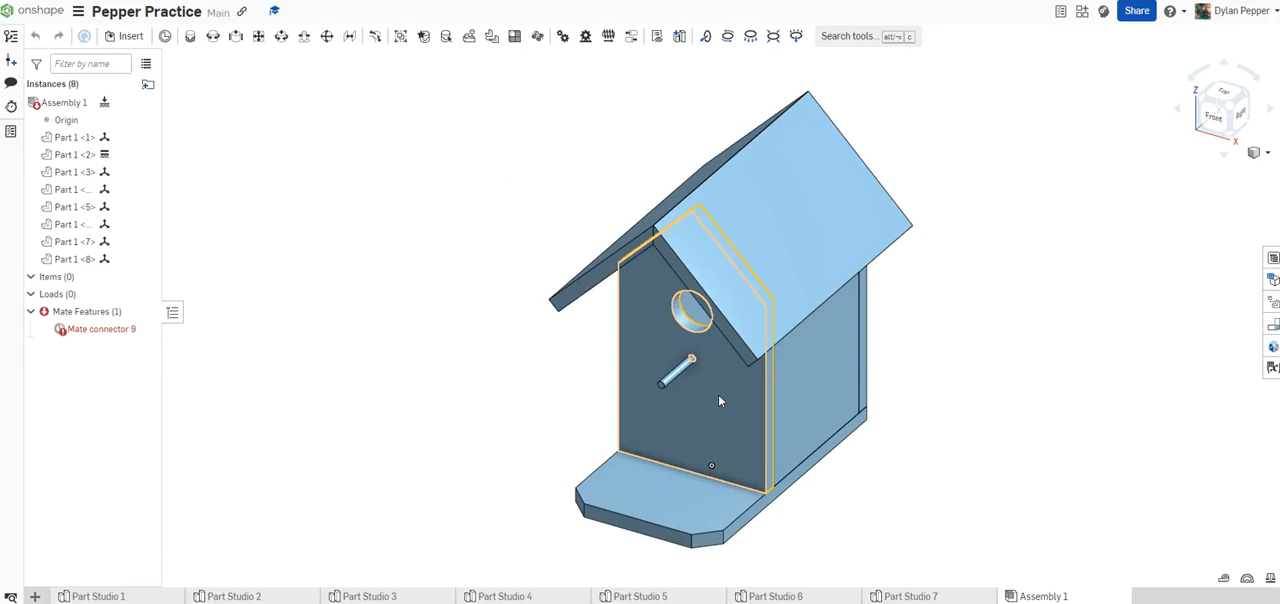 onshape Pepper Practice Main Share Dylan Pepper
Insert Search tools... alt/⌥ c
Filter by name
Instances (8)
Assembly 1
Origin
Part 1 <1>
Part 1 <2>
Part 1 <3>
Part 1 <...
Part 1 <5>
Part 1 <...
Part 1 <7>
Part 1 <8>
Items (0)
Loads (0)
Mate Features (1)
Mate connector 9
Z
Top
Front
Right
X
Part Studio 1 Part Studio 2 Part Studio 3 Part Studio 4 Part Studio 5 Part Studio 6 Part Studio 7 Assembly 1